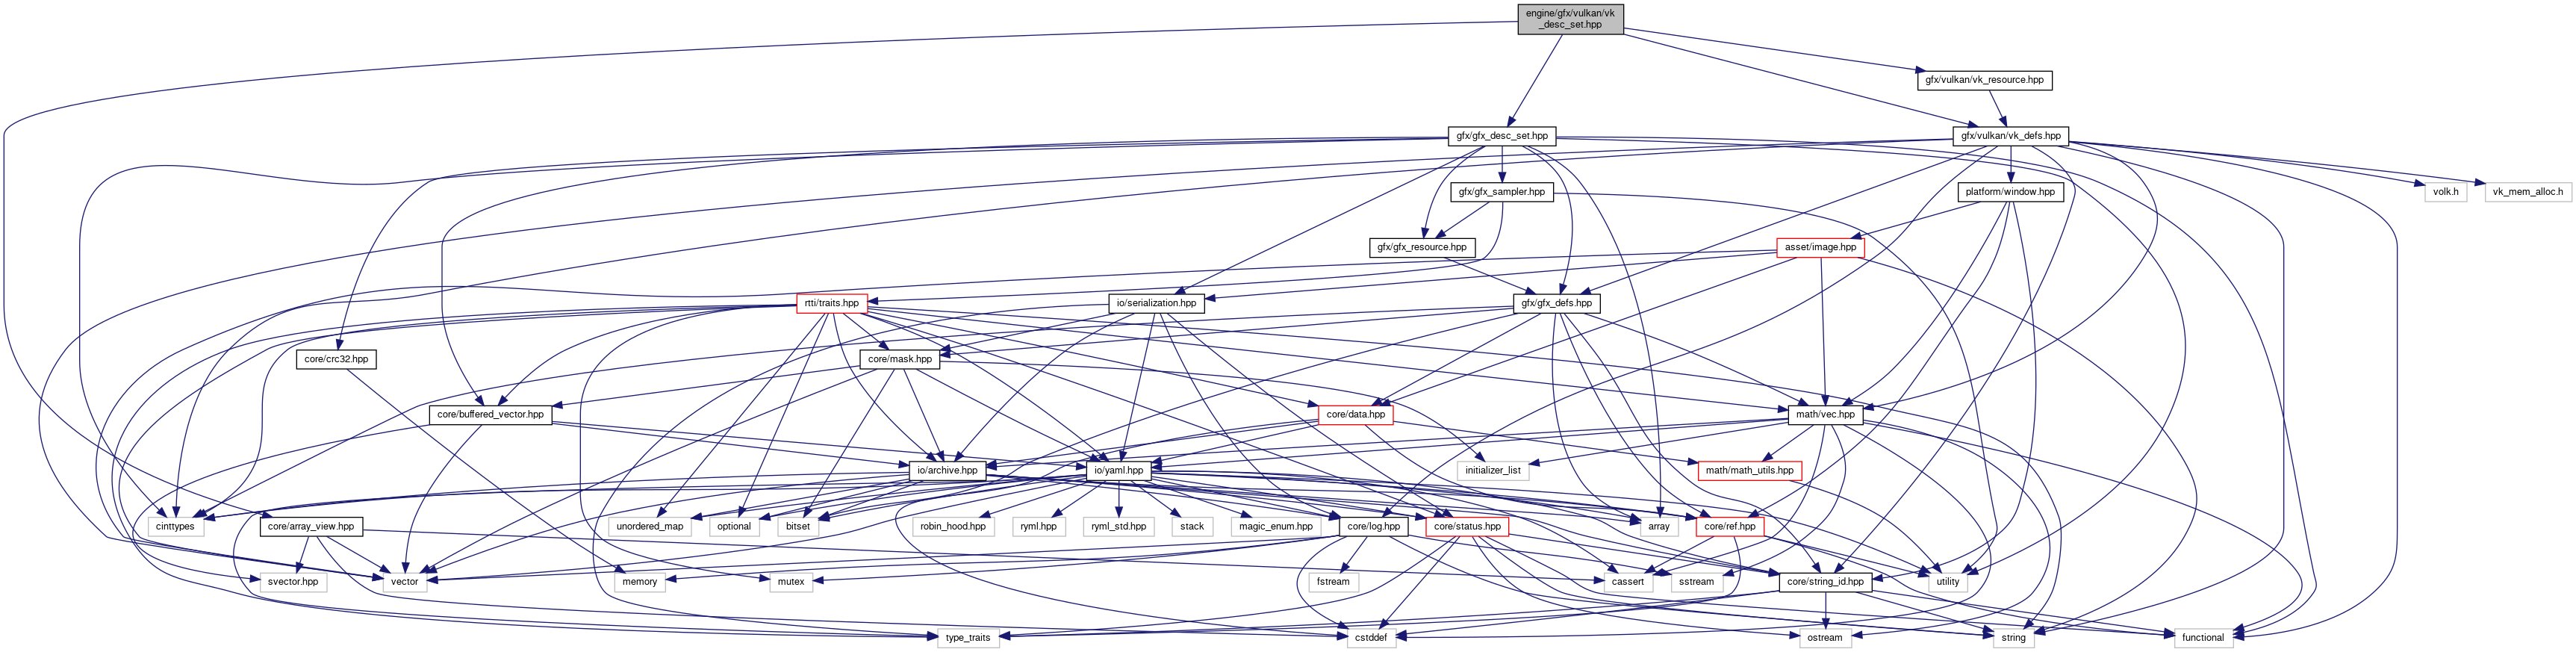 engine/gfx/vulkan/vk
_desc_set.hpp
gfx/vulkan/vk_resource.hpp
gfx/gfx_desc_set.hpp
gfx/vulkan/vk_defs.hpp
gfx/gfx_sampler.hpp
platform/window.hpp
volk.h
vk_mem_alloc.h
gfx/gfx_resource.hpp
asset/image.hpp
rtti/traits.hpp
io/serialization.hpp
gfx/gfx_defs.hpp
core/crc32.hpp
core/mask.hpp
core/buffered_vector.hpp
core/data.hpp
math/vec.hpp
io/archive.hpp
io/yaml.hpp
initializer_list
math/math_utils.hpp
cinttypes
core/array_view.hpp
unordered_map
optional
bitset
robin_hood.hpp
ryml.hpp
ryml_std.hpp
stack
magic_enum.hpp
core/log.hpp
core/status.hpp
array
core/ref.hpp
svector.hpp
vector
memory
mutex
fstream
cassert
sstream
core/string_id.hpp
utility
type_traits
cstddef
ostream
string
functional